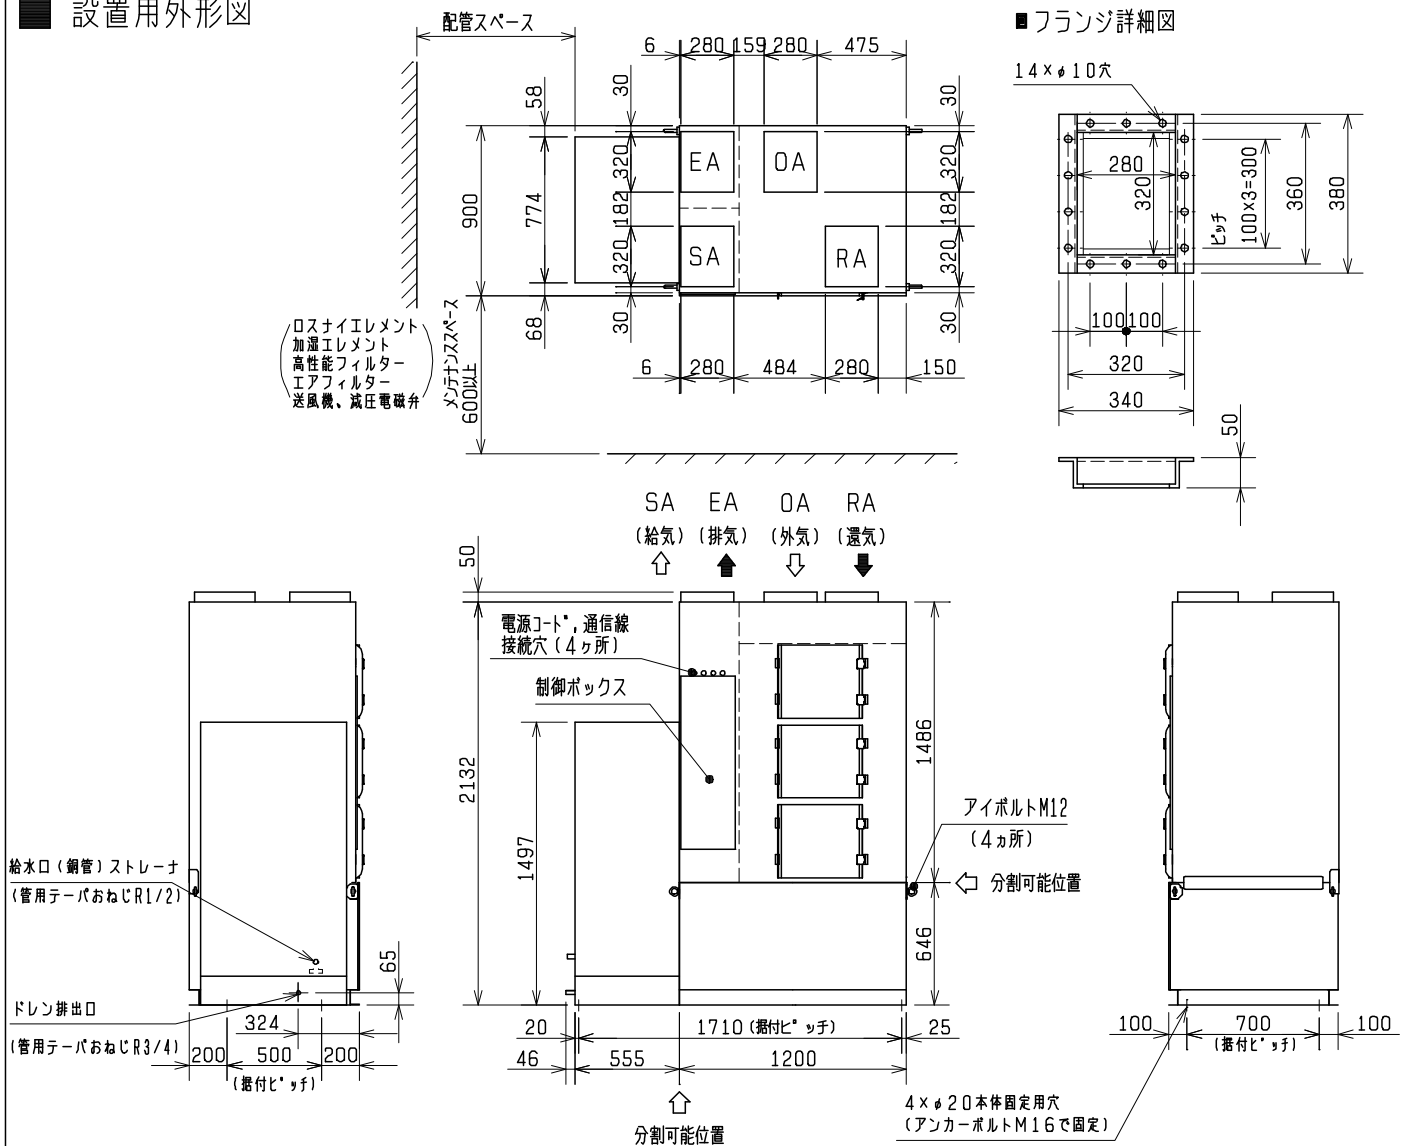 ■ 設置用外形図
配管スペース
6 280 159 280 475
58
30
30
900
774
320
182
320
30
68
320
182
320
30
EA
OA
SA
RA
6 280 484 280 150
ロスナイエレメント
加湿エレメント
高性能フィルター
エアフィルター
送風機、減圧電磁弁
メンテナンススペース
600以上
■フランジ詳細図
14×φ10穴
280
320
ピッチ
100×3=300
360
380
100 100
320
340
50
SA EA OA RA
(給気) (排気) (外気) (還気)
50
電源コード,通信線
接続穴(4ヶ所)
制御ボックス
2132
1497
1486
646
アイボルトM12
(4ヵ所)
分割可能位置
給水口(銅管)ストレーナ
(管用テーパおねじR1/2)
65
ドレン排出口
(管用テーパおねじR3/4)
324
200 500 200
(据付ピッチ)
20 1710(据付ピッチ) 25
46 555 1200
分割可能位置
100 700 100
(据付ピッチ)
4×φ20本体固定用穴
(アンカーボルトM16で固定)